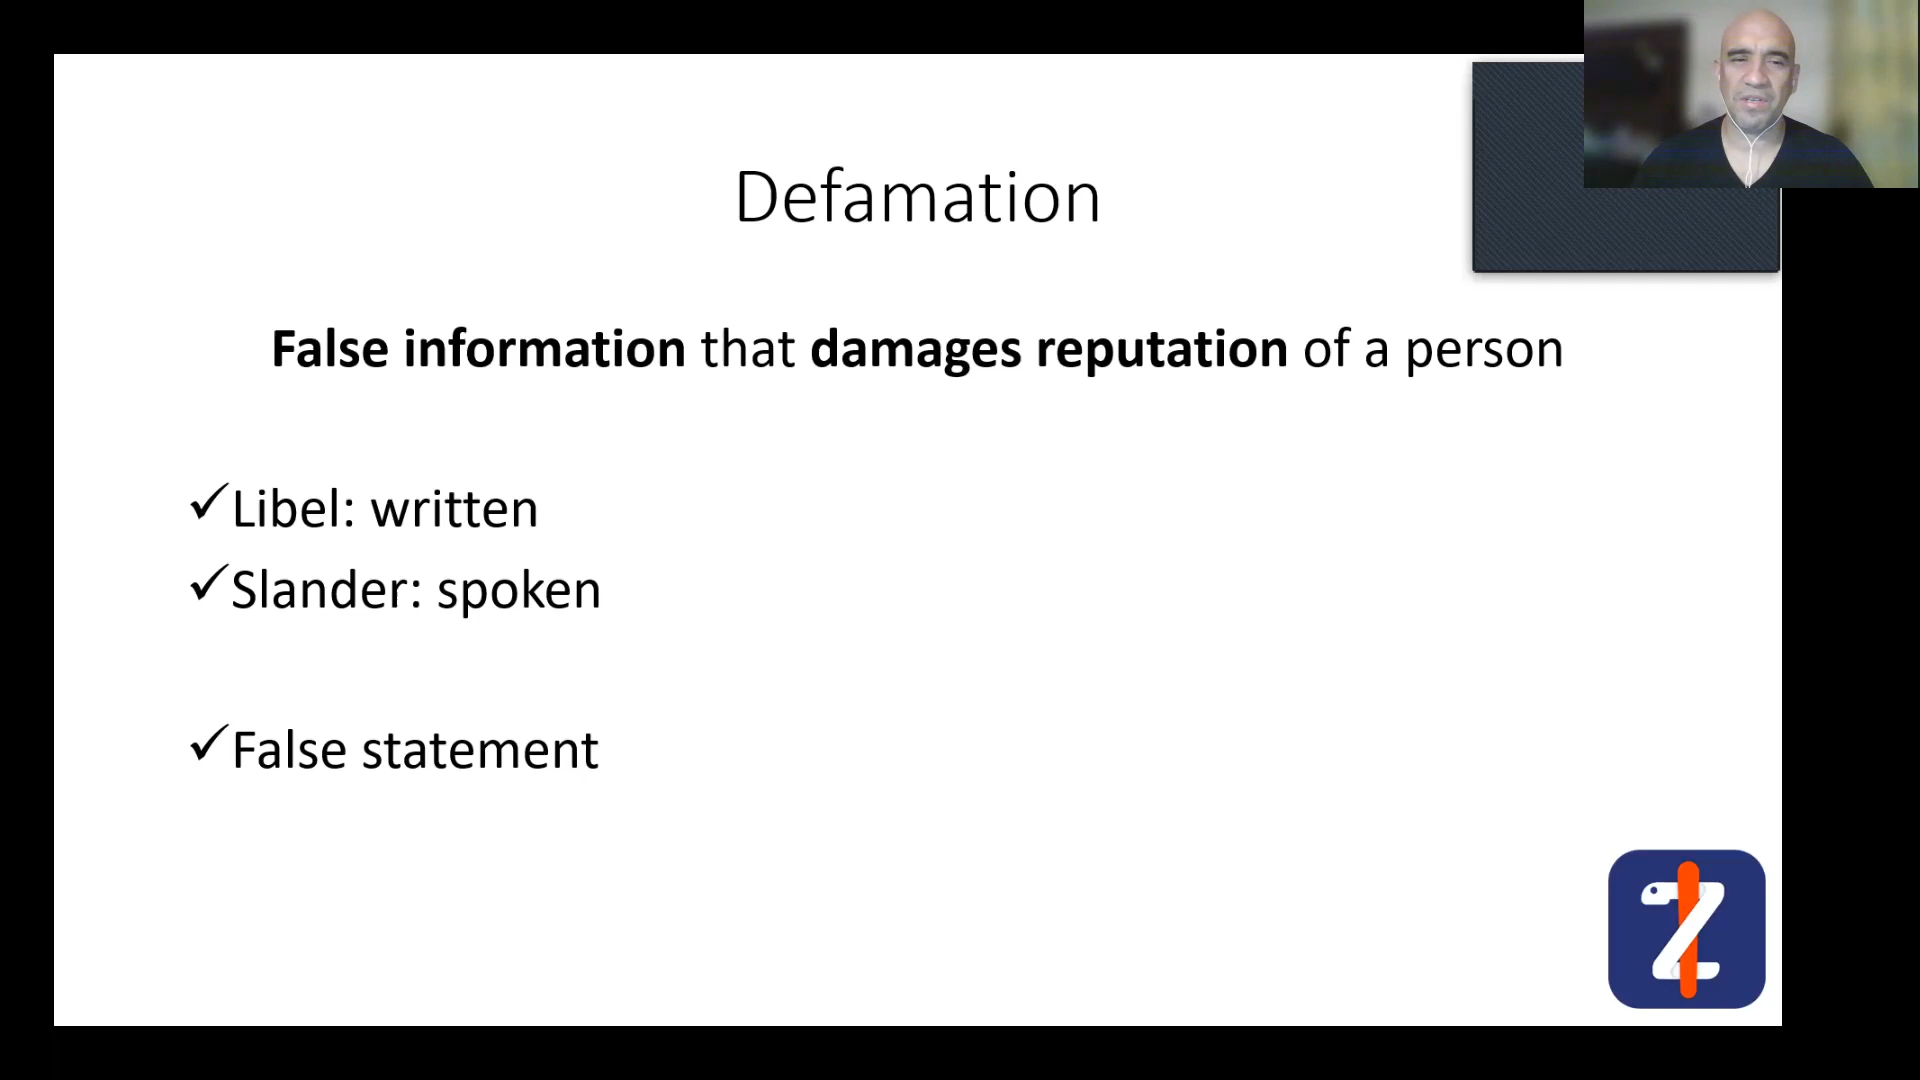 Defamation
False information that damages reputation of a person
✓Libel: written
✓Slander: spoken
✓False statement